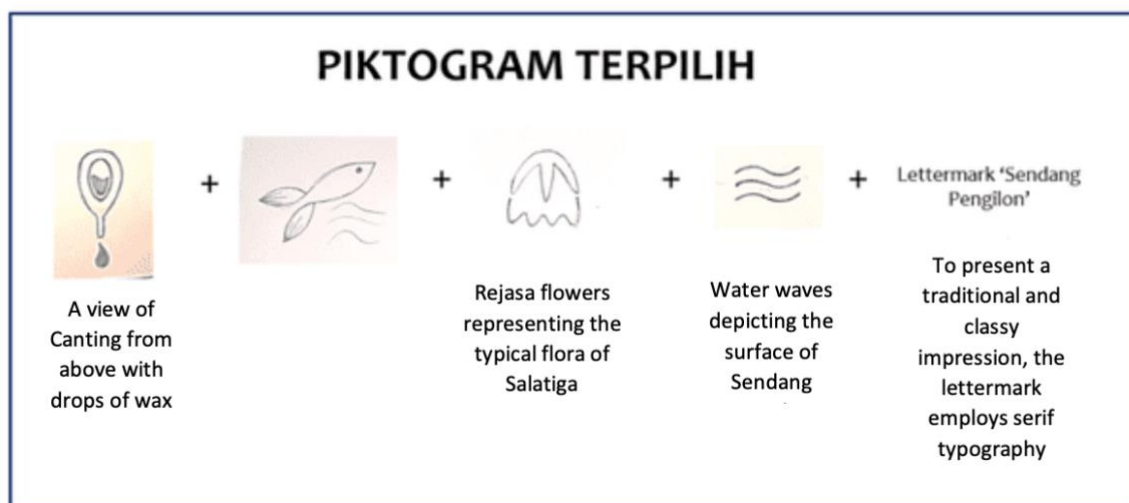 PIKTOGRAM TERPILIH
+
+
+
+
Lettermark ‘Sendang
Pengilon’
A view of
Canting from
above with
drops of wax
Rejasa flowers
representing the
typical flora of
Salatiga
Water waves
depicting the
surface of
Sendang
To present a
traditional and
classy
impression, the
lettermark
employs serif
typography